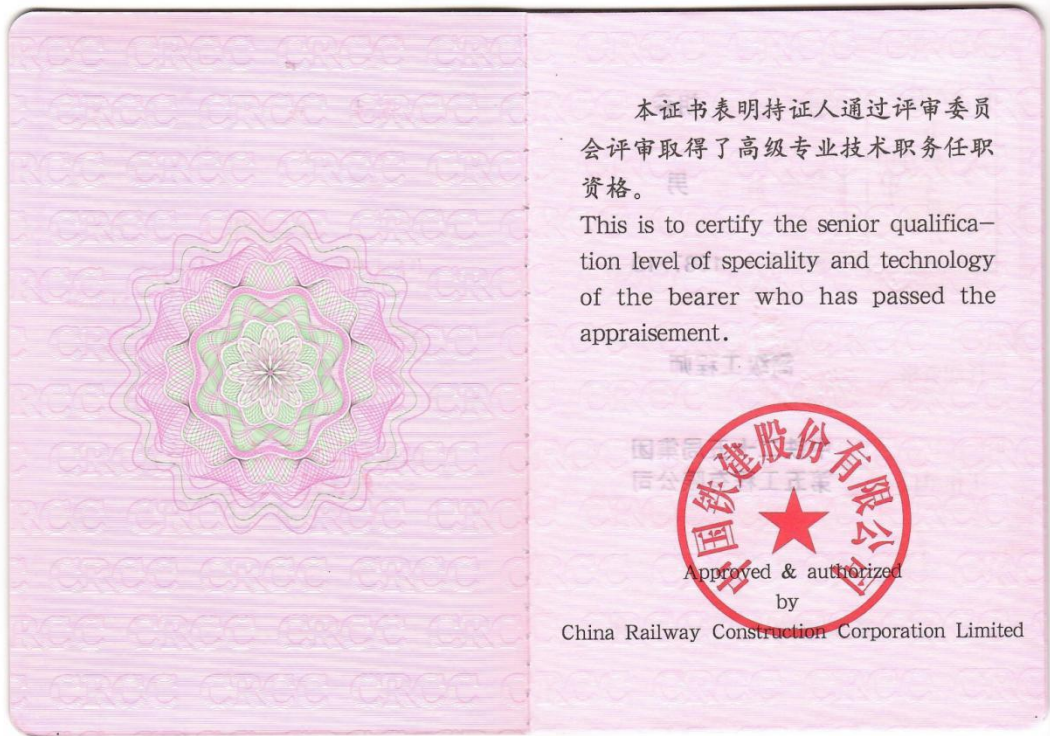 本证书表明持证人通过评审委员
会评审取得了高级专业技术职务任职
资格。
This is to certify the senior qualifica-
tion level of speciality and technology
of the bearer who has passed the
appraisement.
中国铁建股份有限公司
Approved & authorized
by
China Railway Construction Corporation Limited